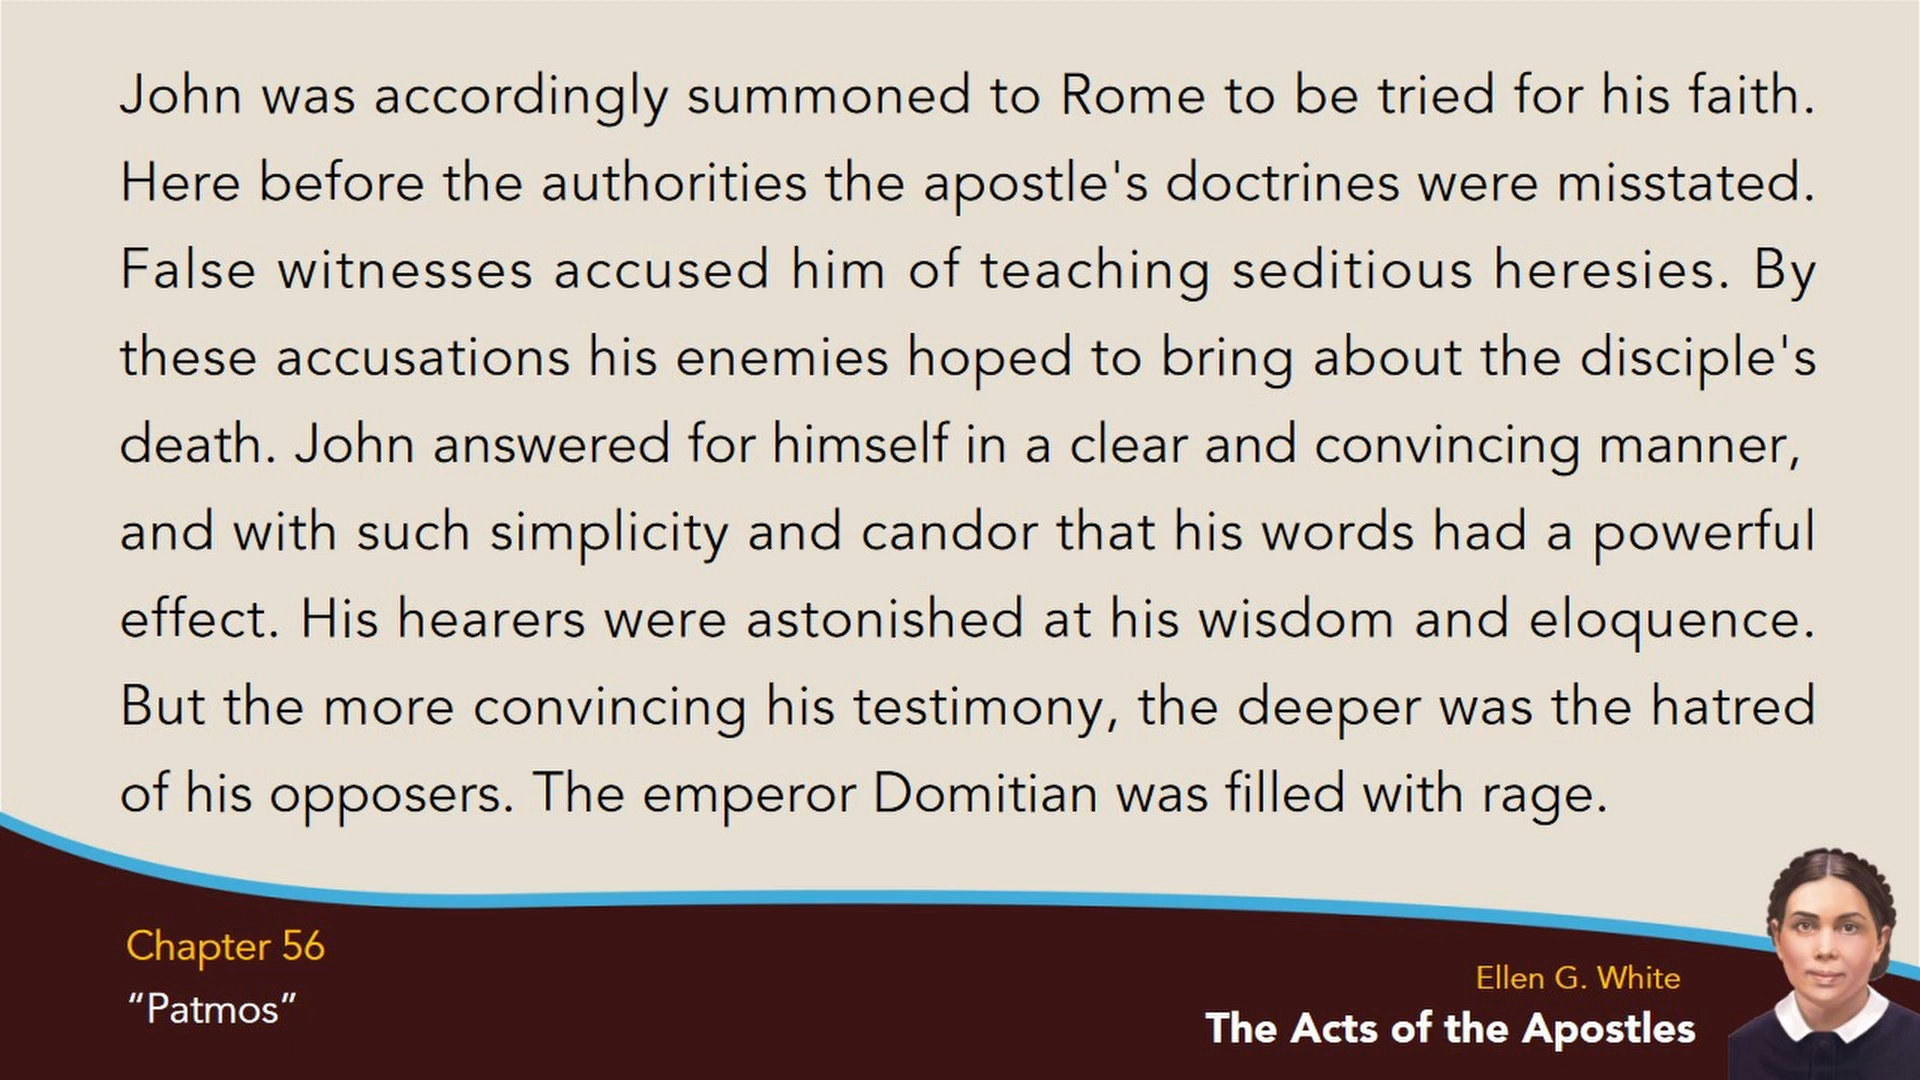 John was accordingly summoned to Rome to be tried for his faith.
Here before the authorities the apostle's doctrines were misstated.
False witnesses accused him of teaching seditious heresies. By
these accusations his enemies hoped to bring about the disciple's
death. John answered for himself in a clear and convincing manner,
and with such simplicity and candor that his words had a powerful
effect. His hearers were astonished at his wisdom and eloquence.
But the more convincing his testimony, the deeper was the hatred
of his opposers. The emperor Domitian was filled with rage.
Chapter 56
“Patmos”
Ellen G. White
The Acts of the Apostles